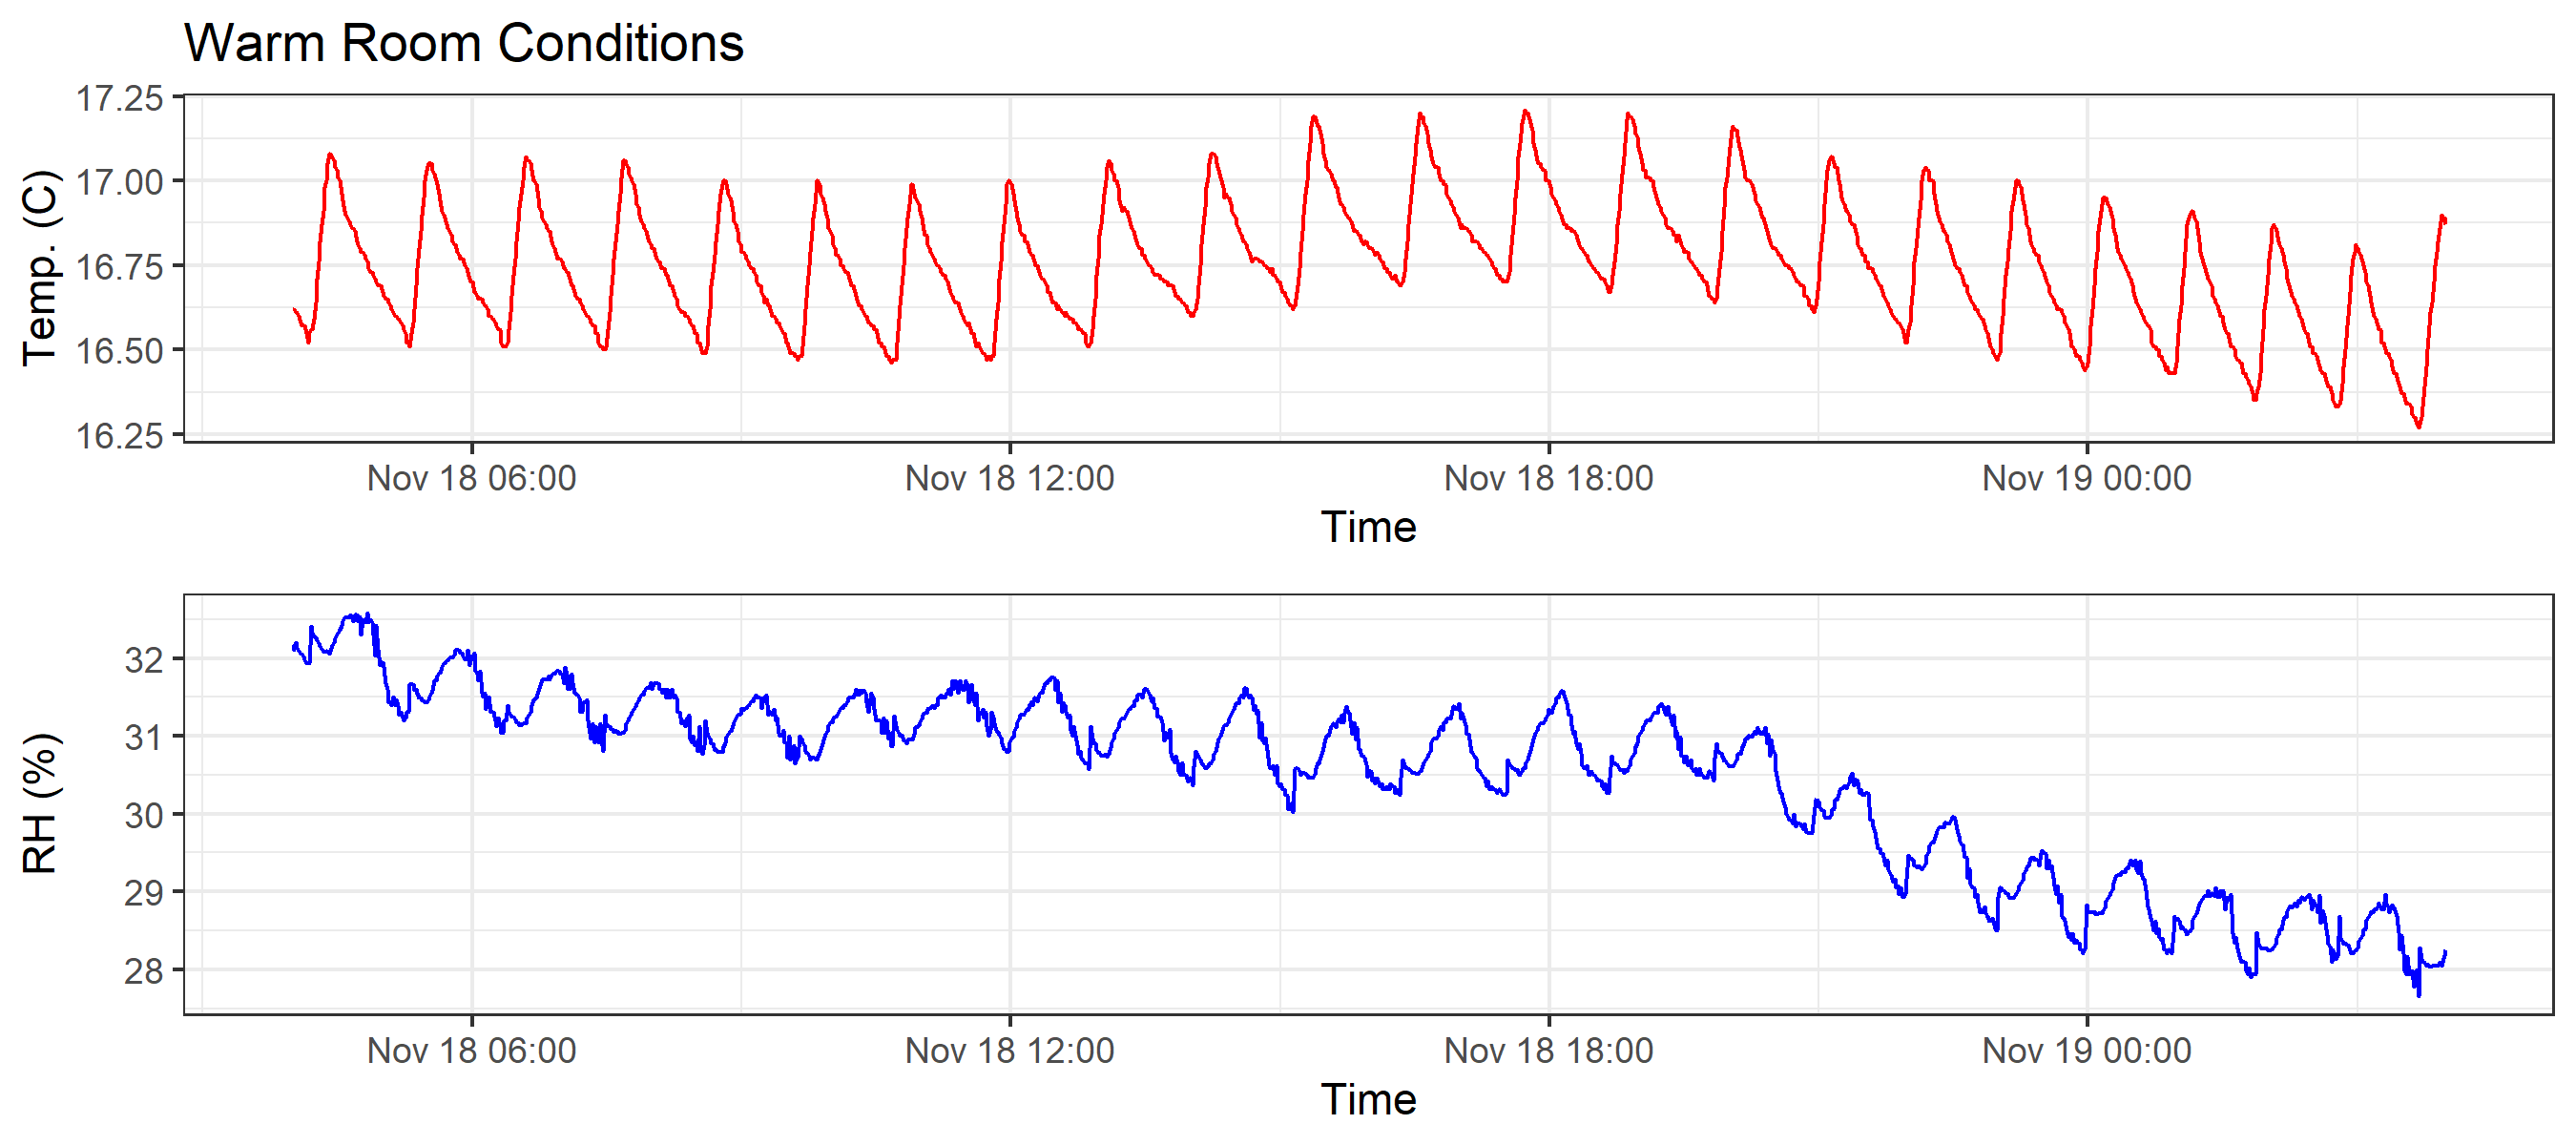 Warm Room Conditions
17.25
17.00
16.75
16.50
16.25
Temp. (C)
Nov 18 06:00 Nov 18 12:00 Nov 18 18:00 Nov 19 00:00
Time
32
31
30
29
28
RH (%)
Nov 18 06:00 Nov 18 12:00 Nov 18 18:00 Nov 19 00:00
Time